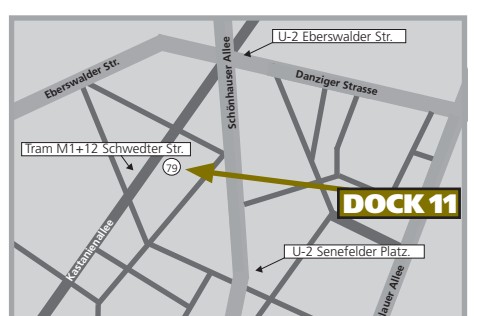 U-2 Eberswalder Str.
Eberswalder Str.
Schönhauser Allee
Danziger Strasse
Tram M1+12 Schwedter Str.
79
DOCK 11
Kastanienallee
U-2 Senefelder Platz.
lauer Allee